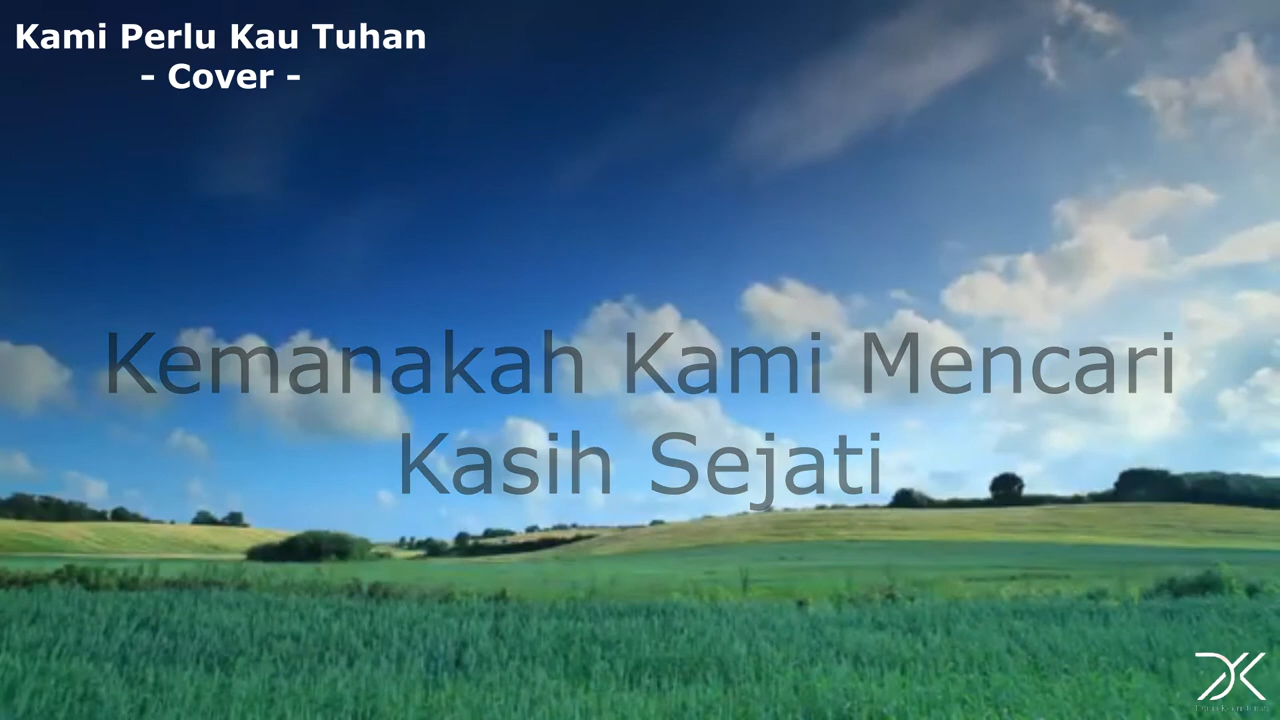 Kami Perlu Kau Tuhan
- Cover -
Kemanakah Kami Mencari
Kasih Sejati